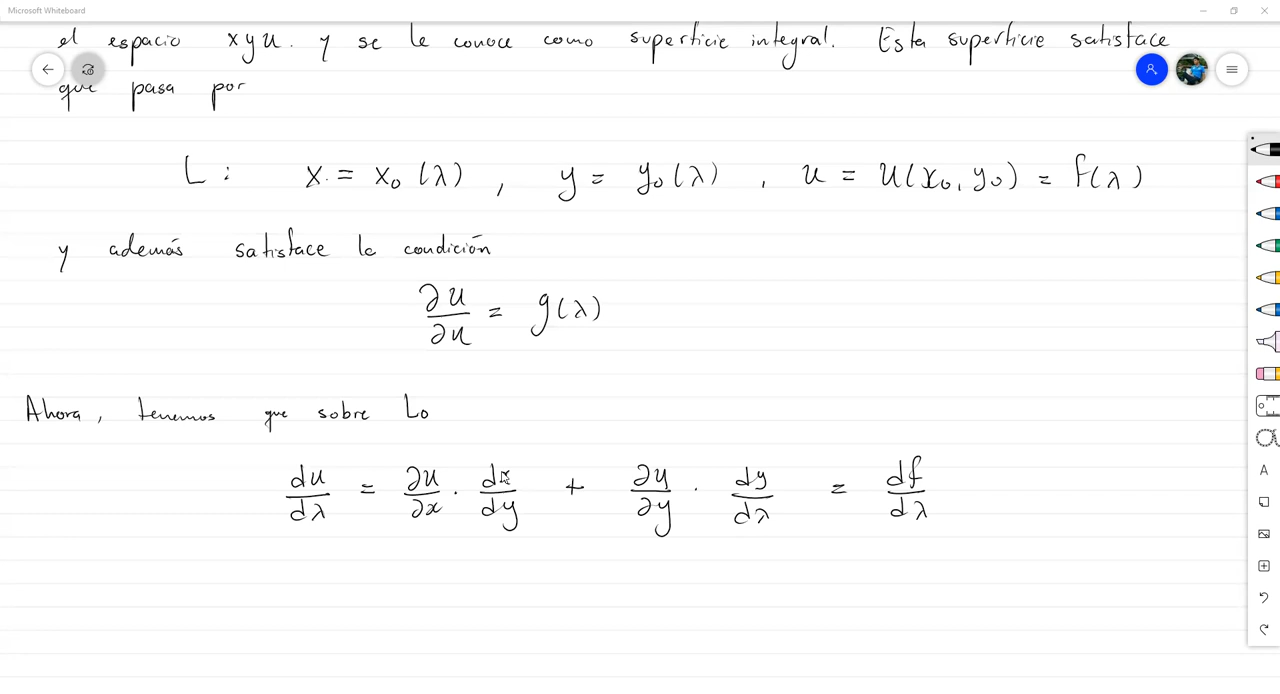 Microsoft Whiteboard
el espacio xyu. y se le conoce como superficie integral. Esta superficie satisface
que pasa por
L: x = x₀(λ), y = y₀(λ), u = u(x₀, y₀) = f(λ)
y además satisface la condición
∂u/∂n = g(λ)
Ahora, tenemos que sobre L₀
du/dλ = ∂u/∂x · dx/dy + ∂u/∂y · dy/dλ = df/dλ
A